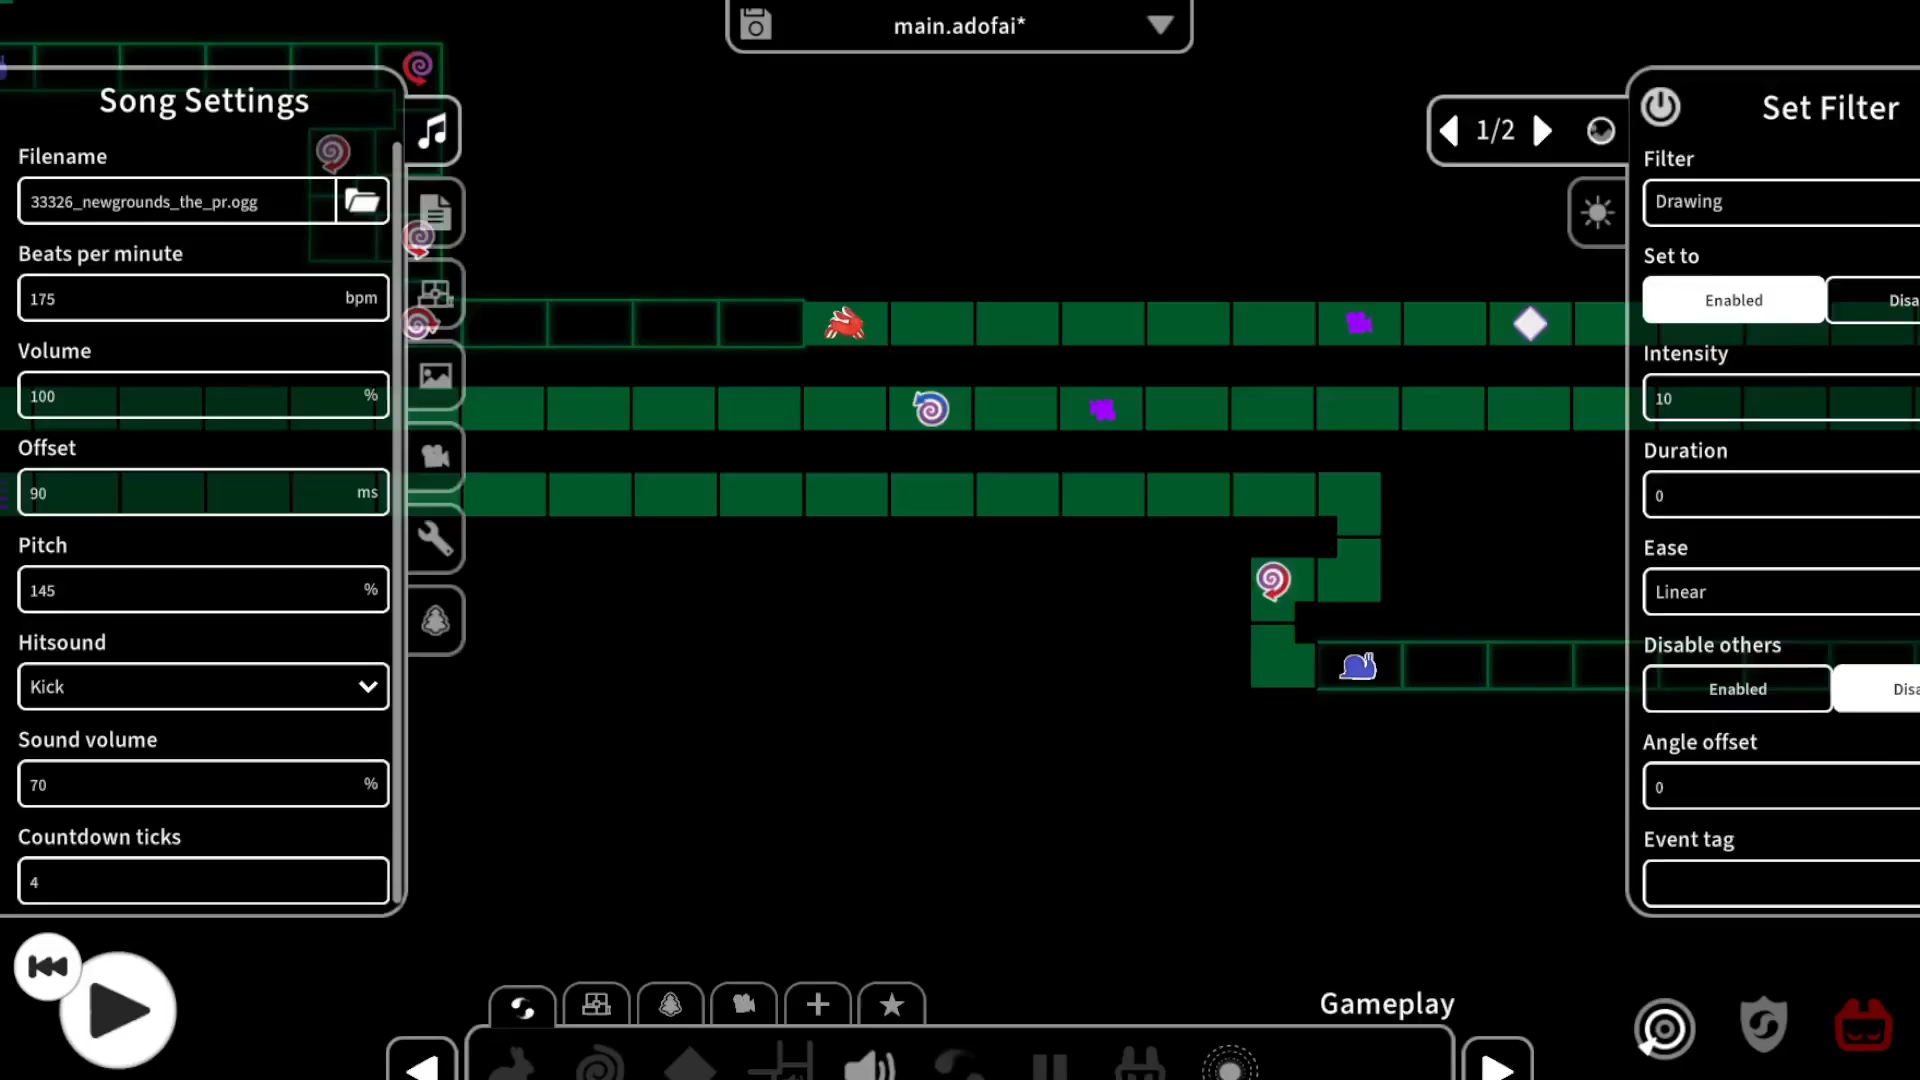 main.adofai*
Song Settings
Filename
33326_newgrounds_the_pr.ogg
Beats per minute
175 bpm
Volume
100 %
Offset
90 ms
Pitch
145 %
Hitsound
Kick
Sound volume
70 %
Countdown ticks
4
1/2
Set Filter
Filter
Drawing
Set to
Enabled Disa
Intensity
10
Duration
0
Ease
Linear
Disable others
Enabled Disa
Angle offset
0
Event tag
Gameplay